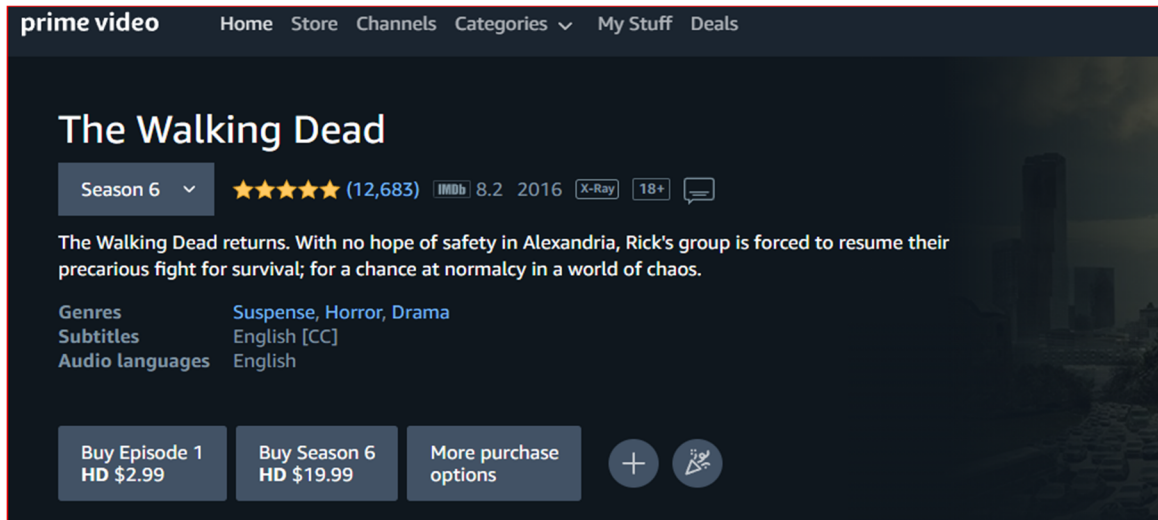 prime video Home Store Channels Categories My Stuff Deals
The Walking Dead
Season 6 (12,683) IMDb 8.2 2016 X-Ray 18+
The Walking Dead returns. With no hope of safety in Alexandria, Rick's group is forced to resume their
precarious fight for survival; for a chance at normalcy in a world of chaos.
Genres Suspense, Horror, Drama
Subtitles English [CC]
Audio languages English
Buy Episode 1 Buy Season 6 More purchase
HD $2.99 HD $19.99 options